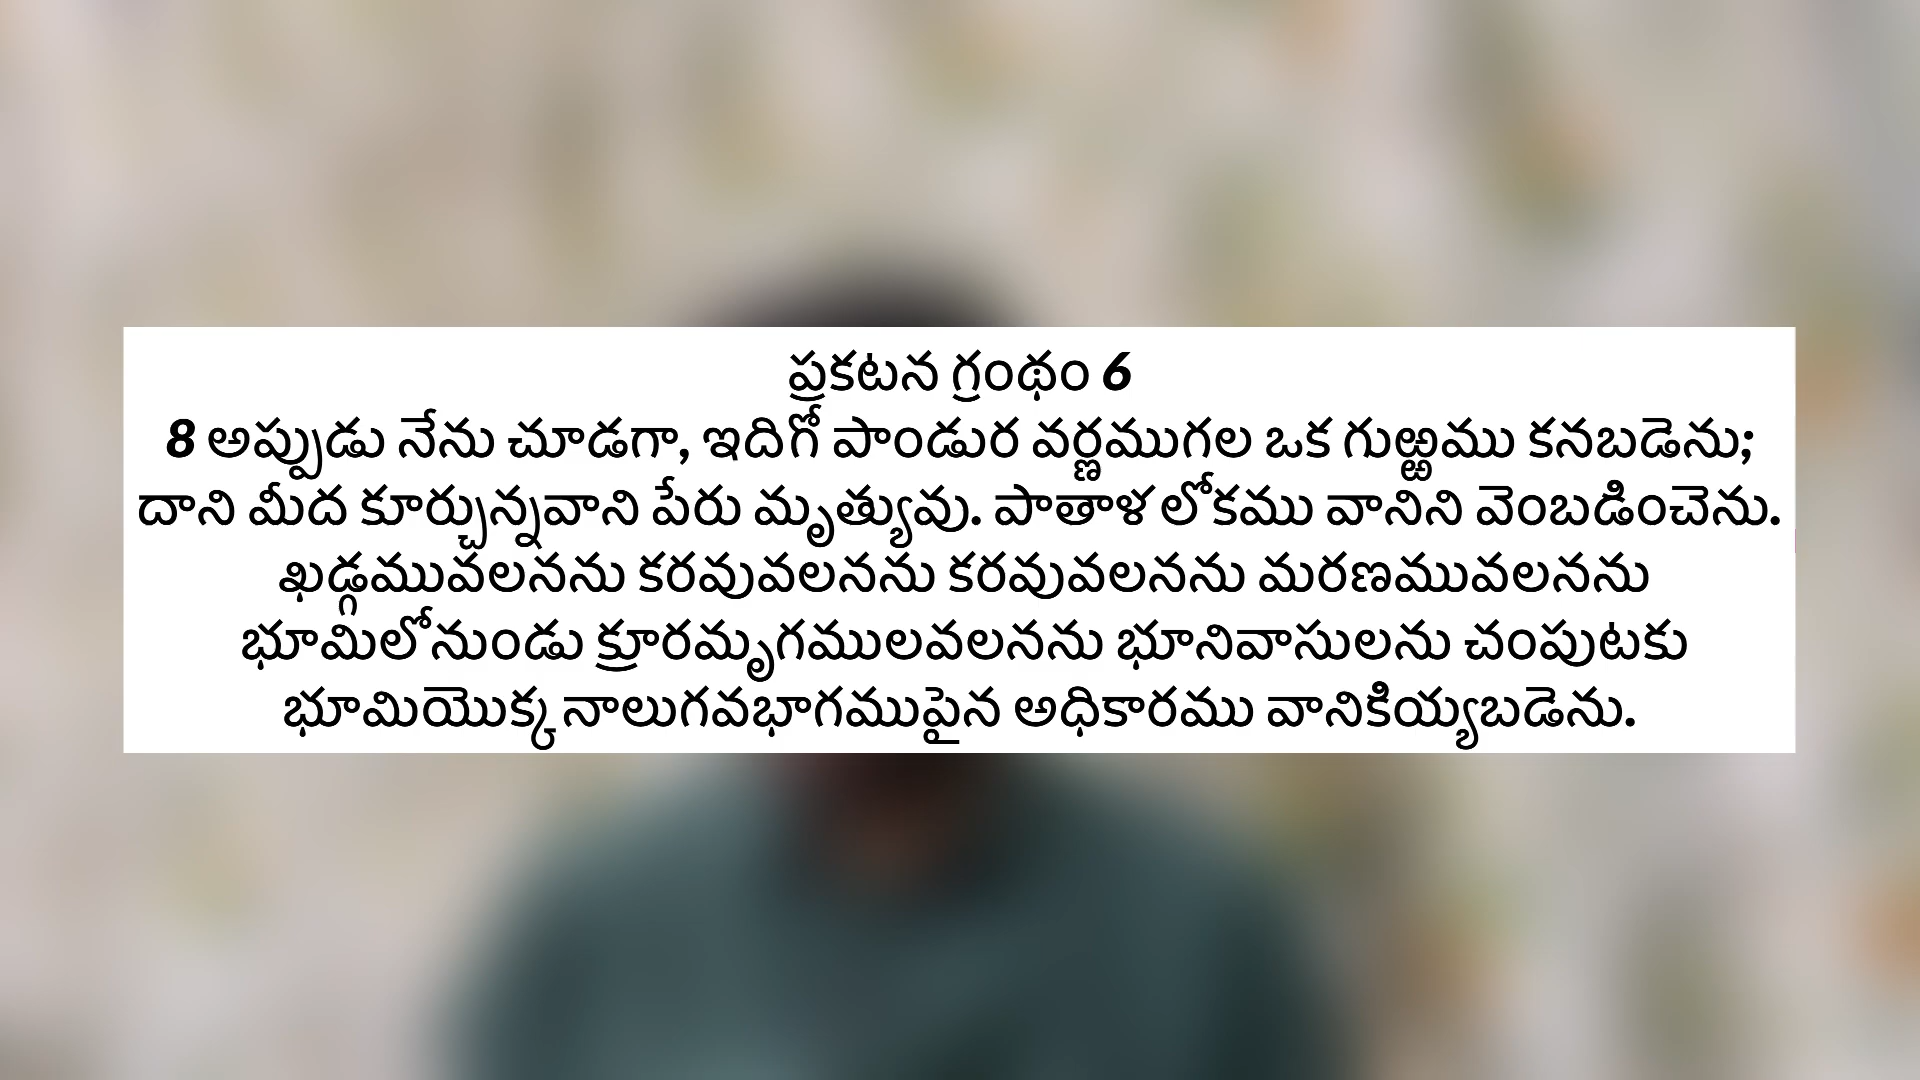 ప్రకటన గ్రంథం 6
8 అప్పుడు నేను చూడగా, ఇదిగో పాండుర వర్ణముగల ఒక గుఱ్ఱము కనబడెను;
దాని మీద కూర్చున్నవాని పేరు మృత్యువు. పాతాళ లోకము వానిని వెంబడించెను.
ఖడ్గమువలనను కరవువలనను కరవువలనను మరణమువలనను
భూమిలోనుండు క్రూరమృగములవలనను భూనివాసులను చంపుటకు
భూమియొక్క నాలుగవభాగముపైన అధికారము వానికియ్యబడెను.